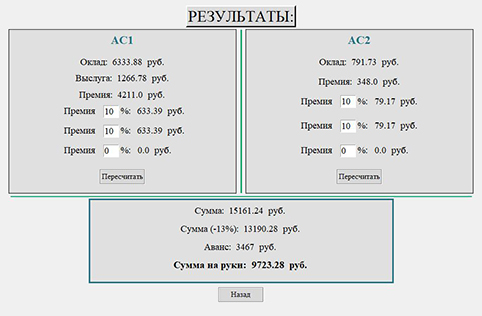 РЕЗУЛЬТАТЫ:
АС1
Оклад: 6333.88 руб.
Выслуга: 1266.78 руб.
Премия: 4211.0 руб.
Премия 10 %: 633.39 руб.
Премия 10 %: 633.39 руб.
Премия 0 %: 0.0 руб.
Пересчитать
АС2
Оклад: 791.73 руб.
Премия: 348.0 руб.
Премия 10 %: 79.17 руб.
Премия 10 %: 79.17 руб.
Премия 0 %: 0.0 руб.
Пересчитать
Сумма: 15161.24 руб.
Сумма (-13%): 13190.28 руб.
Аванс: 3467 руб.
Сумма на руки: 9723.28 руб.
Назад